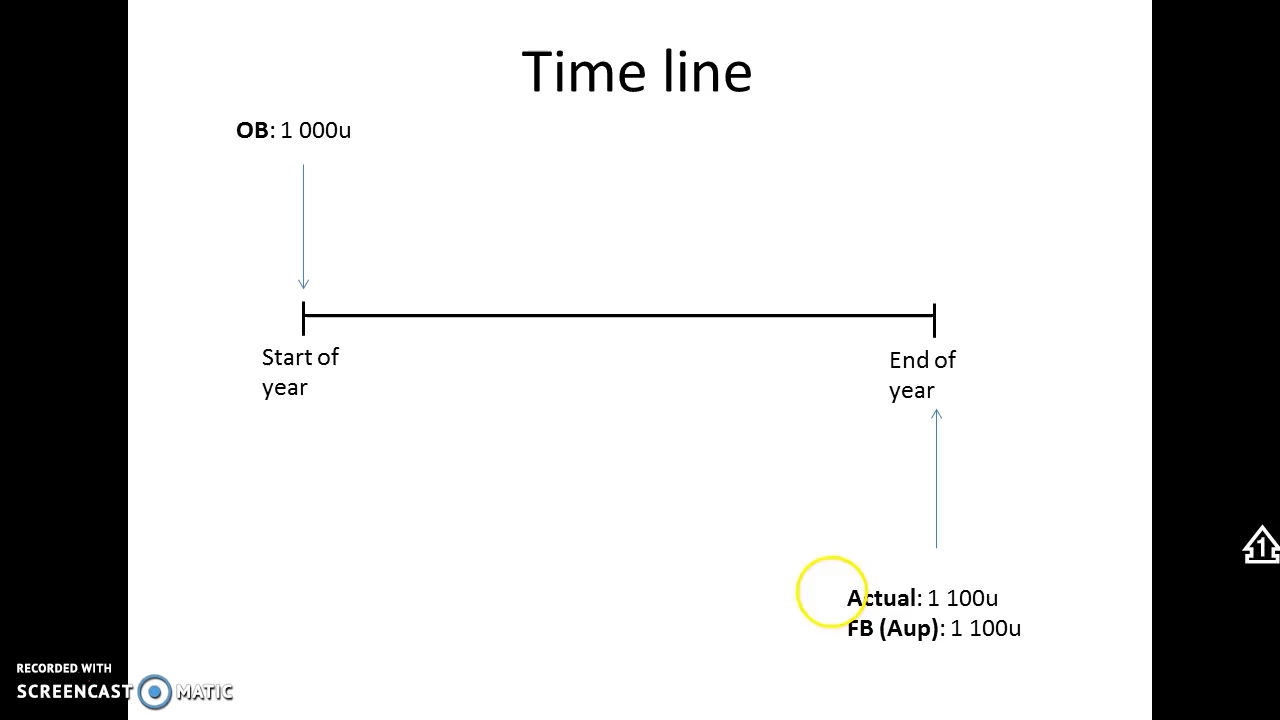 Time line
OB: 1 000u
Start of
year
End of
year
Actual: 1 100u
FB (Aup): 1 100u
1
RECORDED WITH
SCREENCAST MATIC